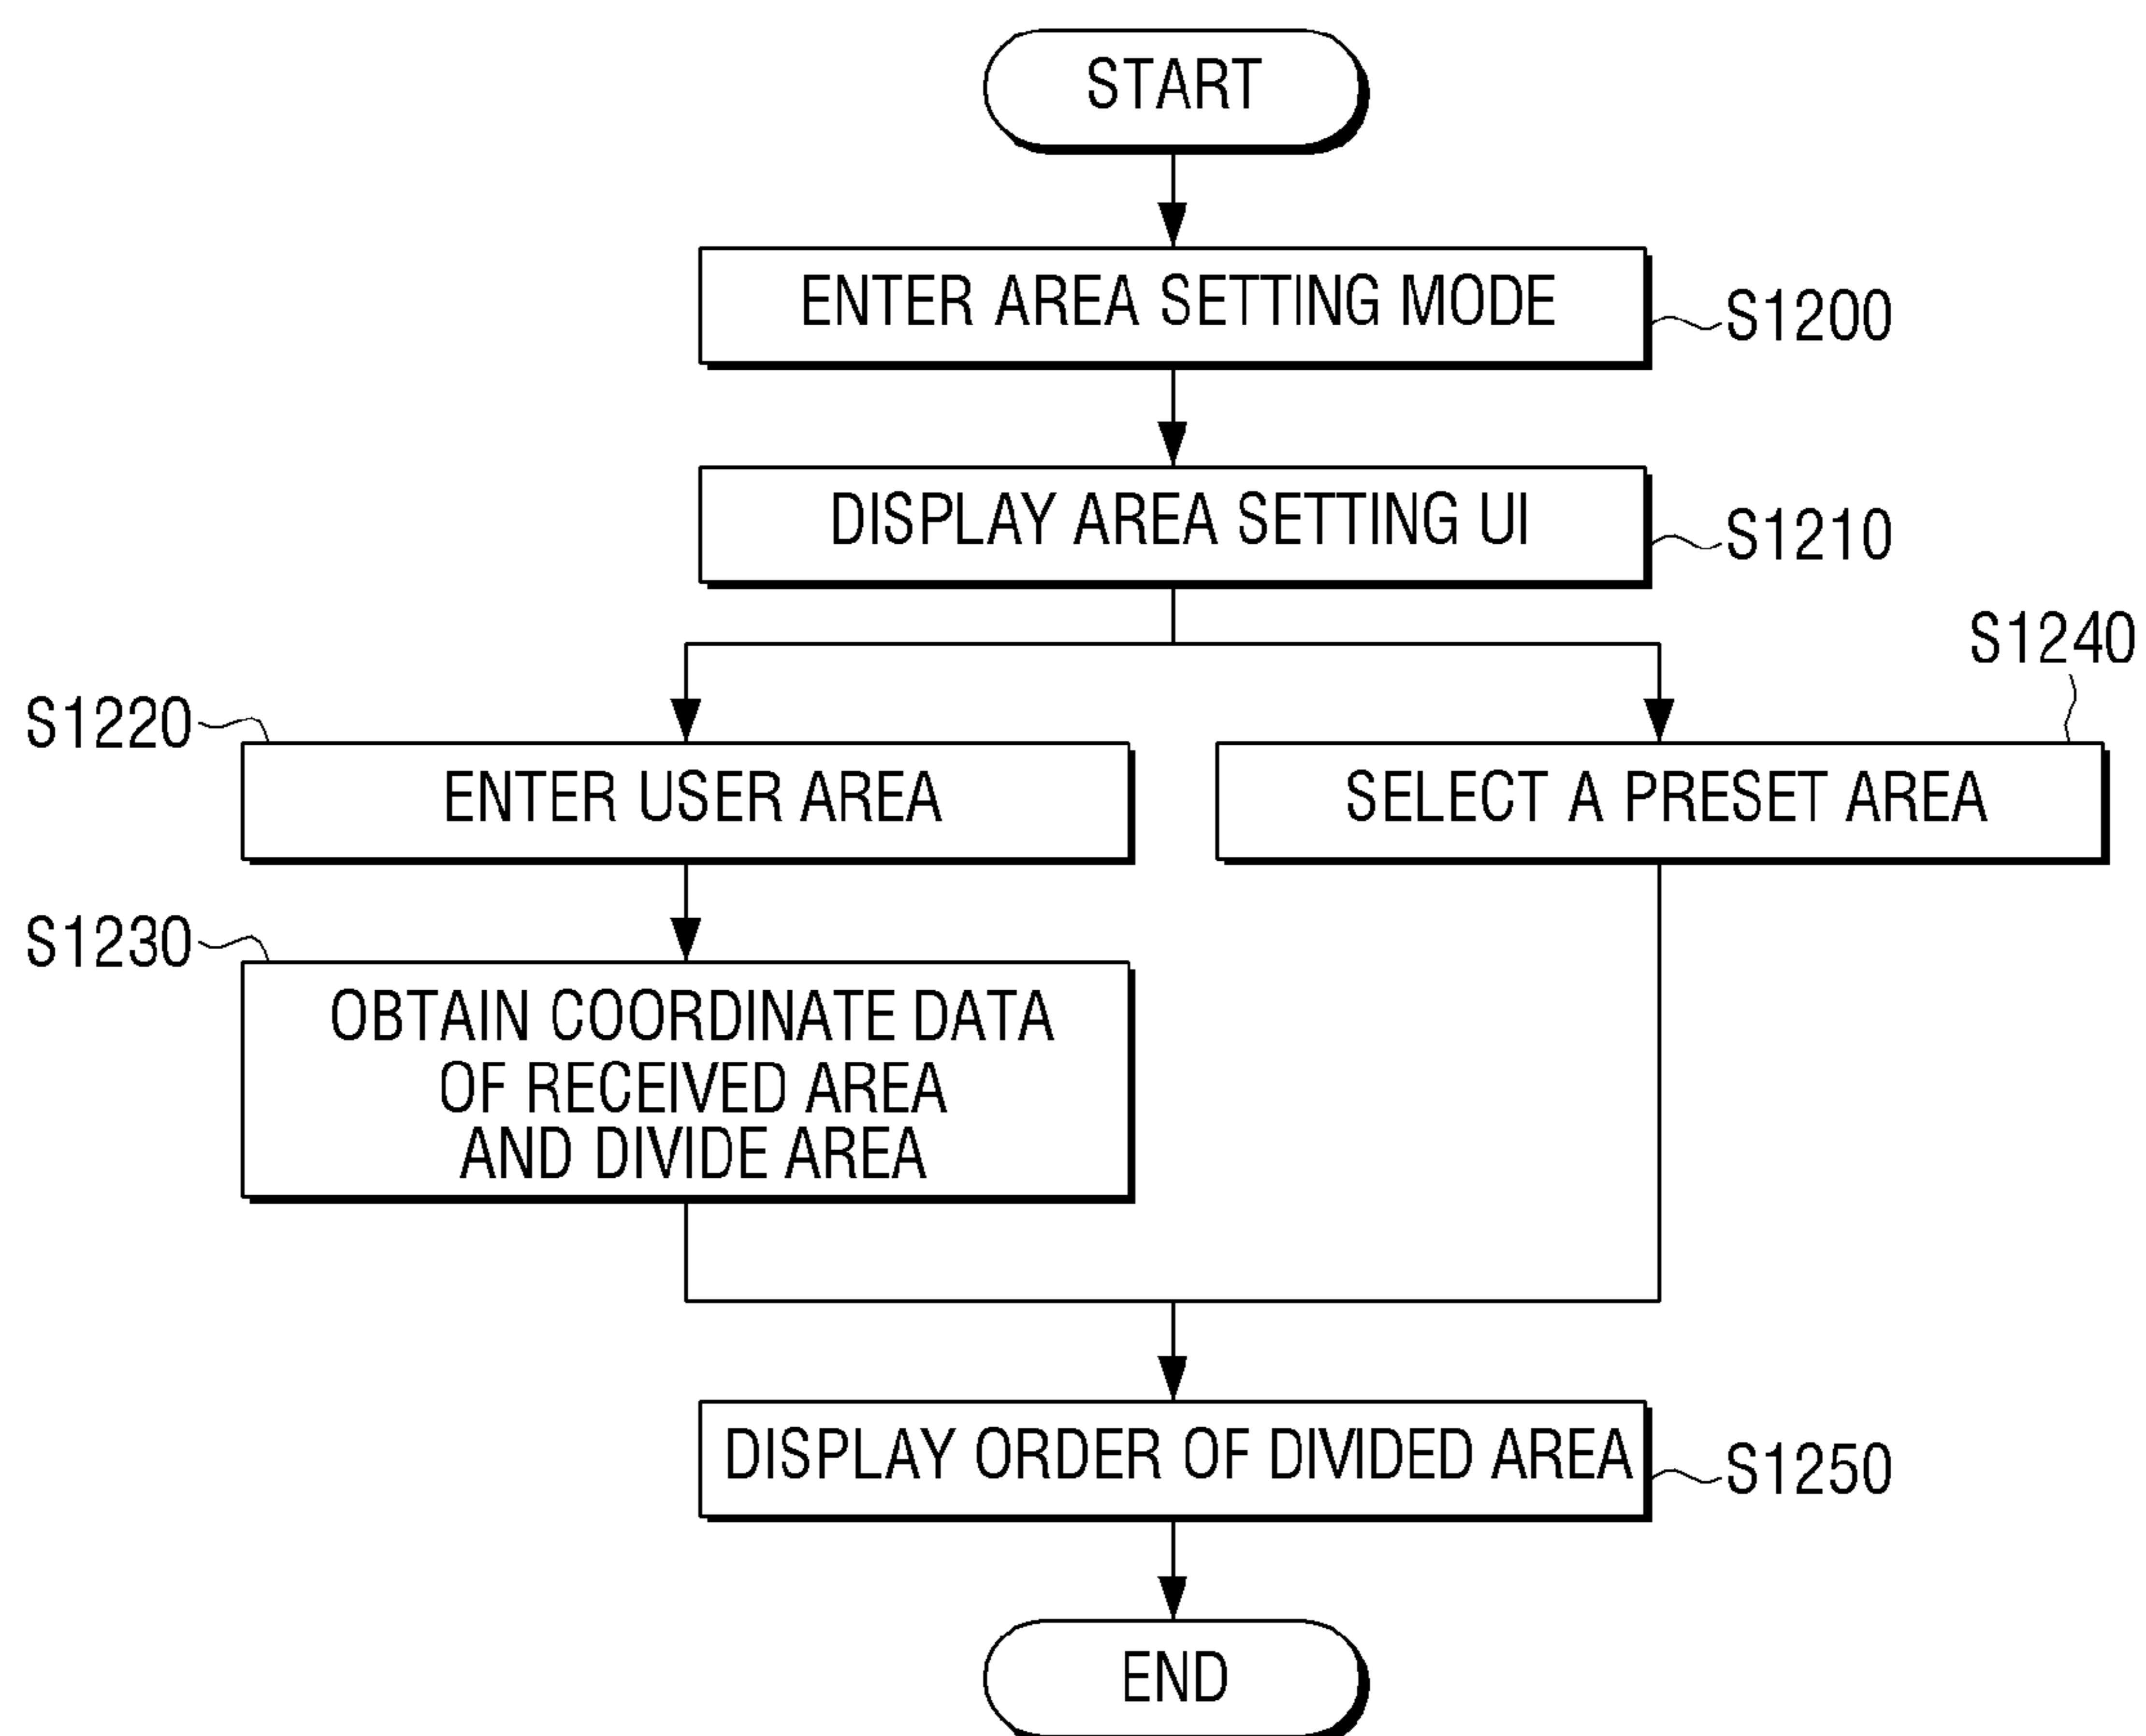 START
ENTER AREA SETTING MODE
S1200
DISPLAY AREA SETTING UI
S1210
S1240
S1220
ENTER USER AREA
SELECT A PRESET AREA
S1230
OBTAIN COORDINATE DATA
OF RECEIVED AREA
AND DIVIDE AREA
DISPLAY ORDER OF DIVIDED AREA
S1250
END